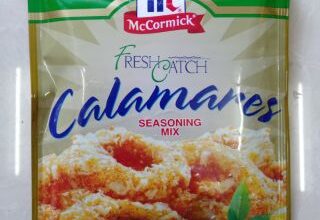 McCormick®
FRESH CATCH
Calamares
SEASONING
MIX